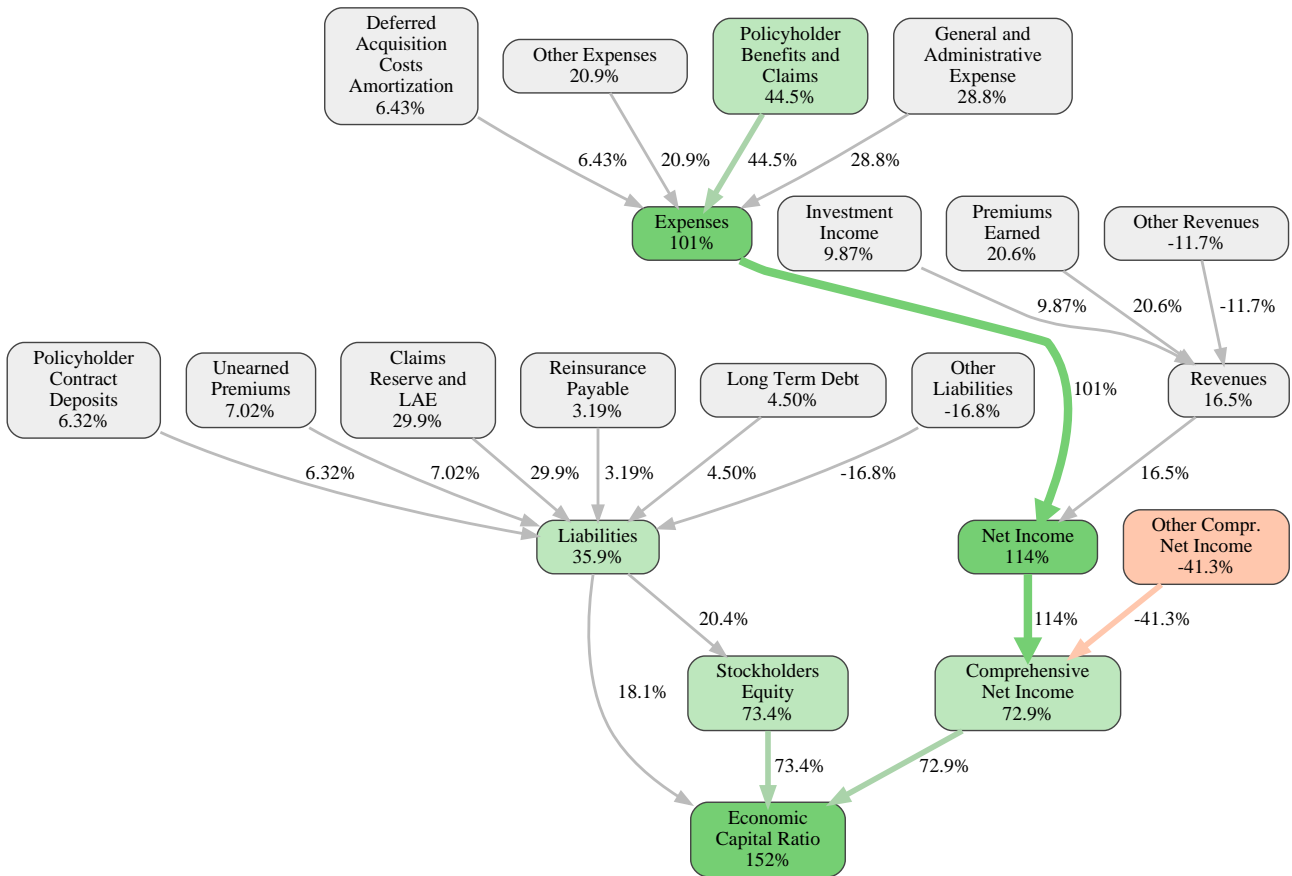 Deferred
Acquisition
Costs
Amortization
6.43%
Other Expenses
20.9%
Policyholder
Benefits and
Claims
44.5%
General and
Administrative
Expense
28.8%
6.43%
20.9%
44.5%
28.8%
Expenses
101%
Investment
Income
9.87%
Premiums
Earned
20.6%
Other Revenues
-11.7%
9.87%
20.6%
-11.7%
Policyholder
Contract
Deposits
6.32%
Unearned
Premiums
7.02%
Claims
Reserve and
LAE
29.9%
Reinsurance
Payable
3.19%
Long Term Debt
4.50%
Other
Liabilities
-16.8%
101%
Revenues
16.5%
6.32%
7.02%
29.9%
3.19%
4.50%
-16.8%
16.5%
Liabilities
35.9%
Net Income
114%
Other Compr.
Net Income
-41.3%
20.4%
114%
-41.3%
18.1%
Stockholders
Equity
73.4%
Comprehensive
Net Income
72.9%
73.4%
72.9%
Economic
Capital Ratio
152%